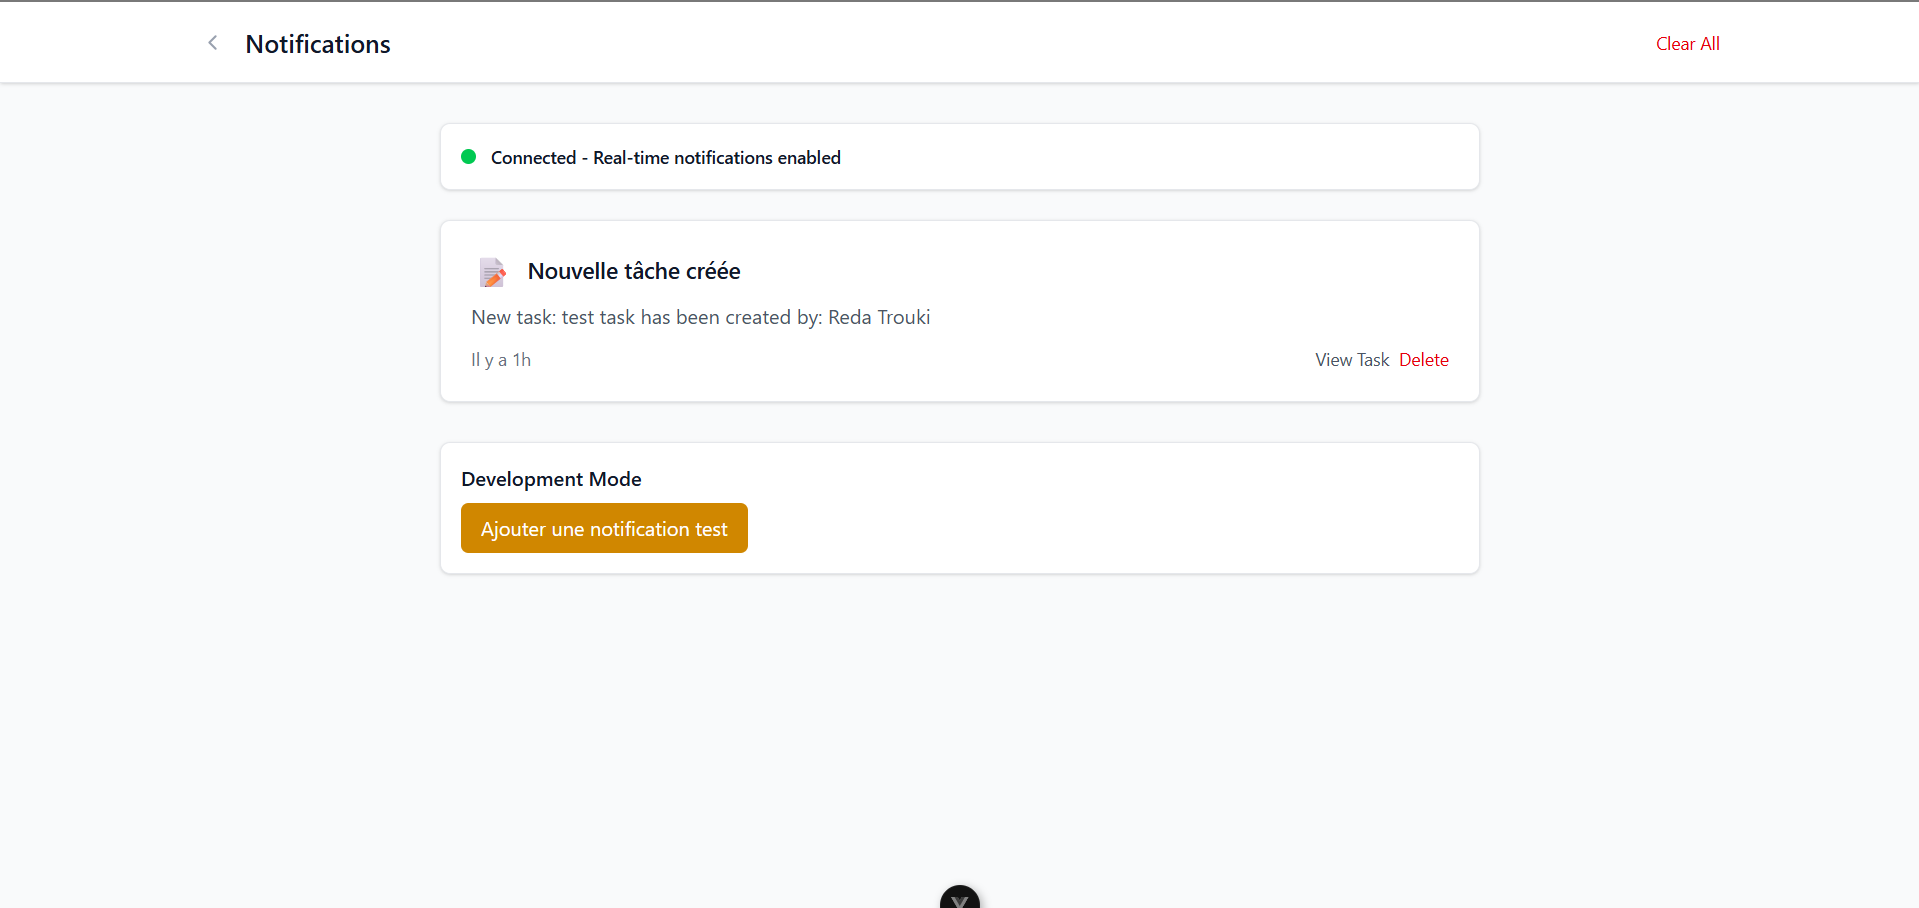 Notifications
Clear All
Connected - Real-time notifications enabled
Nouvelle tâche créée
New task: test task has been created by: Reda Trouki
Il y a 1h
View Task Delete
Development Mode
Ajouter une notification test